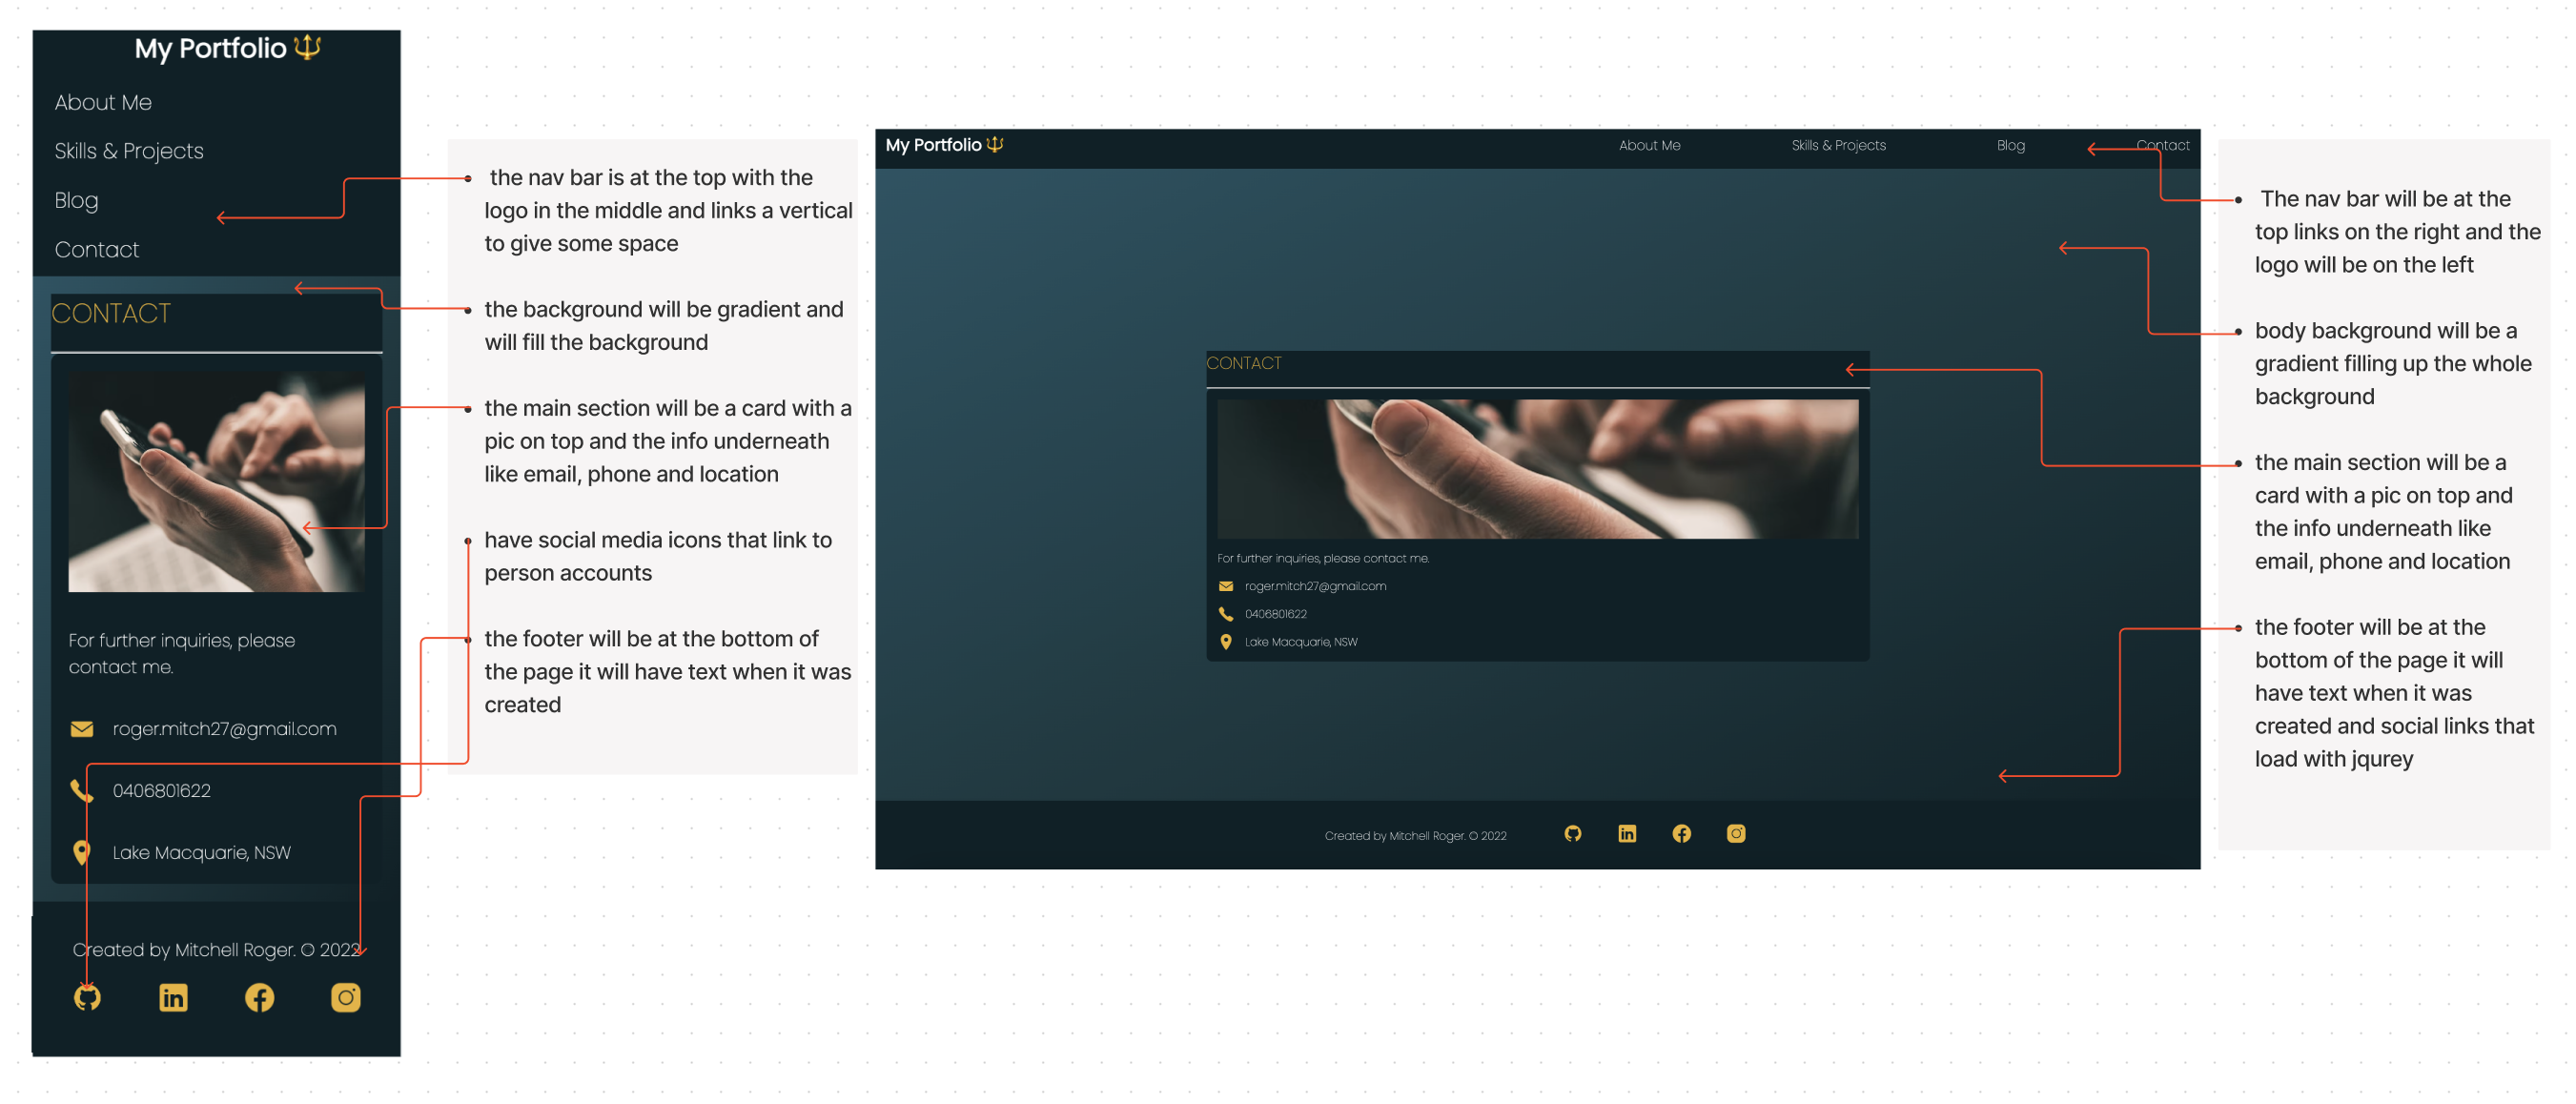 My Portfolio
About Me
Skills & Projects
Blog
Contact
CONTACT
For further inquiries, please
contact me.
roger.mitch27@gmail.com
0406801622
Lake Macquarie, NSW
Created by Mitchell Roger. © 2022
in
the nav bar is at the top with the
logo in the middle and links a vertical
to give some space
the background will be gradient and
will fill the background
the main section will be a card with a
pic on top and the info underneath
like email, phone and location
have social media icons that link to
person accounts
the footer will be at the bottom of
the page it will have text when it was
created
My Portfolio
About Me
Skills & Projects
Blog
Contact
CONTACT
For further inquiries, please contact me.
roger.mitch27@gmail.com
0406801622
Lake Macquarie, NSW
Created by Mitchell Roger. © 2022
in
The nav bar will be at the
top links on the right and the
logo will be on the left
body background will be a
gradient filling up the whole
background
the main section will be a
card with a pic on top and
the info underneath like
email, phone and location
the footer will be at the
bottom of the page it will
have text when it was
created and social links that
load with jqurey